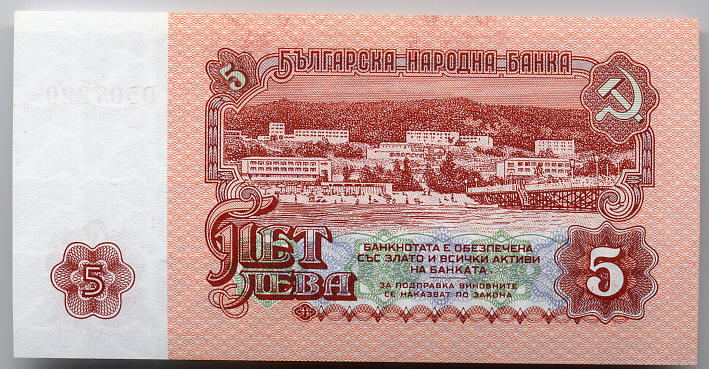 5
БЪЛГАРСКА НАРОДНА БАНКА
ПЕТ
ЛЕВА
БАНКНОТАТА Е ОБЕЗПЕЧЕНА
СЪС ЗЛАТО И ВСИЧКИ АКТИВИ
НА БАНКАТА.
ЗА ПОДПРАВКА ВИНОВНИТЕ
СЕ НАКАЗВАТ ПО ЗАКОНА
5
5